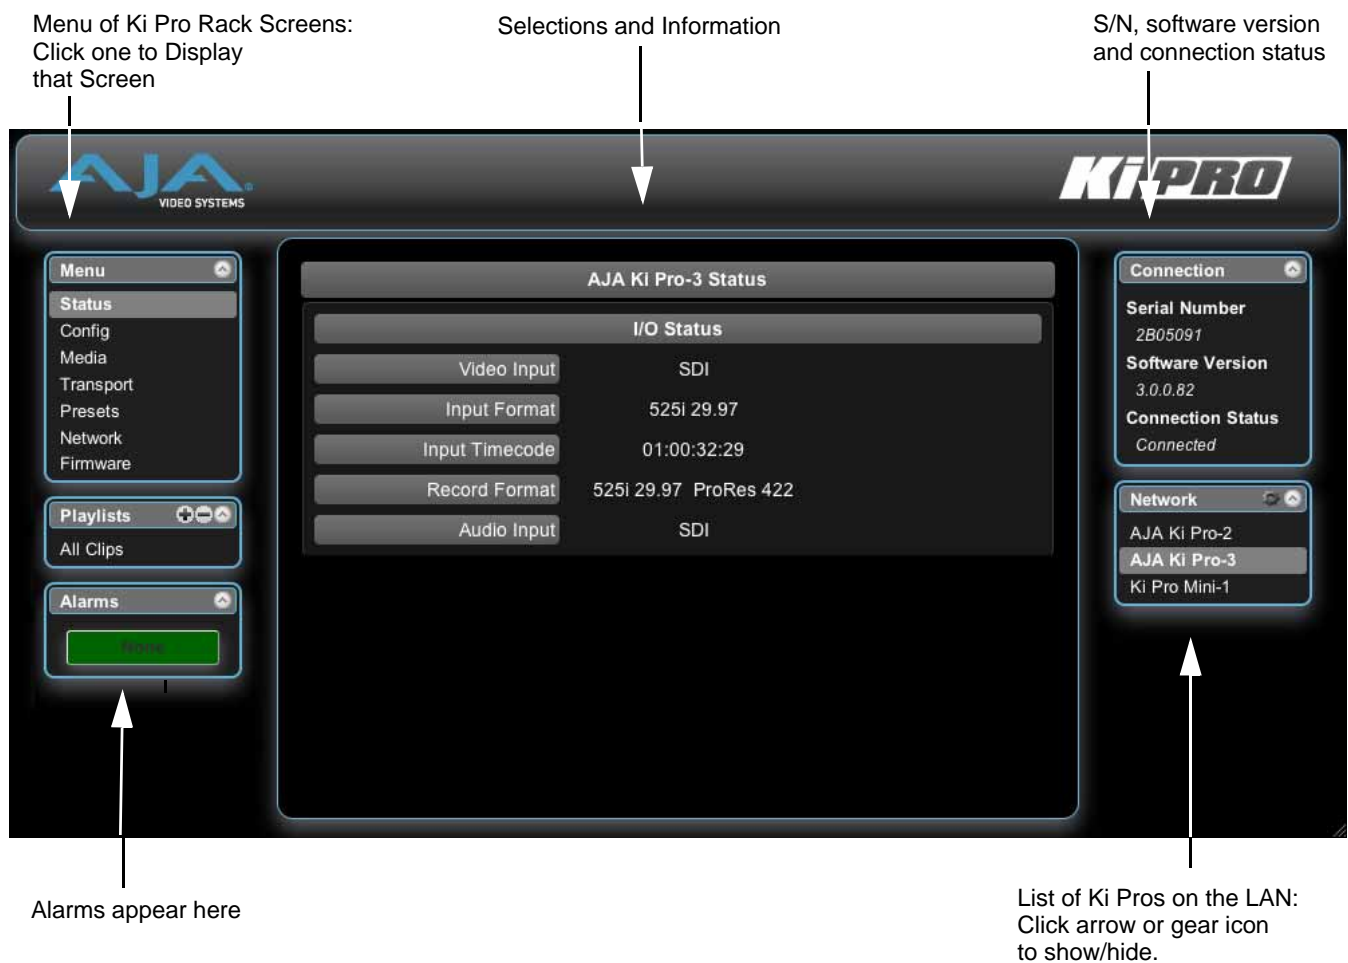 Menu of Ki Pro Rack Screens:
Click one to Display
that Screen
Selections and Information
S/N, software version
and connection status
AJA
VIDEO SYSTEMS
Ki PRO
Menu
Status
Config
Media
Transport
Presets
Network
Firmware
Playlists
All Clips
Alarms
None
AJA Ki Pro-3 Status
I/O Status
Video Input SDI
Input Format 525i 29.97
Input Timecode 01:00:32:29
Record Format 525i 29.97 ProRes 422
Audio Input SDI
Connection
Serial Number
2B05091
Software Version
3.0.0.82
Connection Status
Connected
Network
AJA Ki Pro-2
AJA Ki Pro-3
Ki Pro Mini-1
Alarms appear here
List of Ki Pros on the LAN:
Click arrow or gear icon
to show/hide.